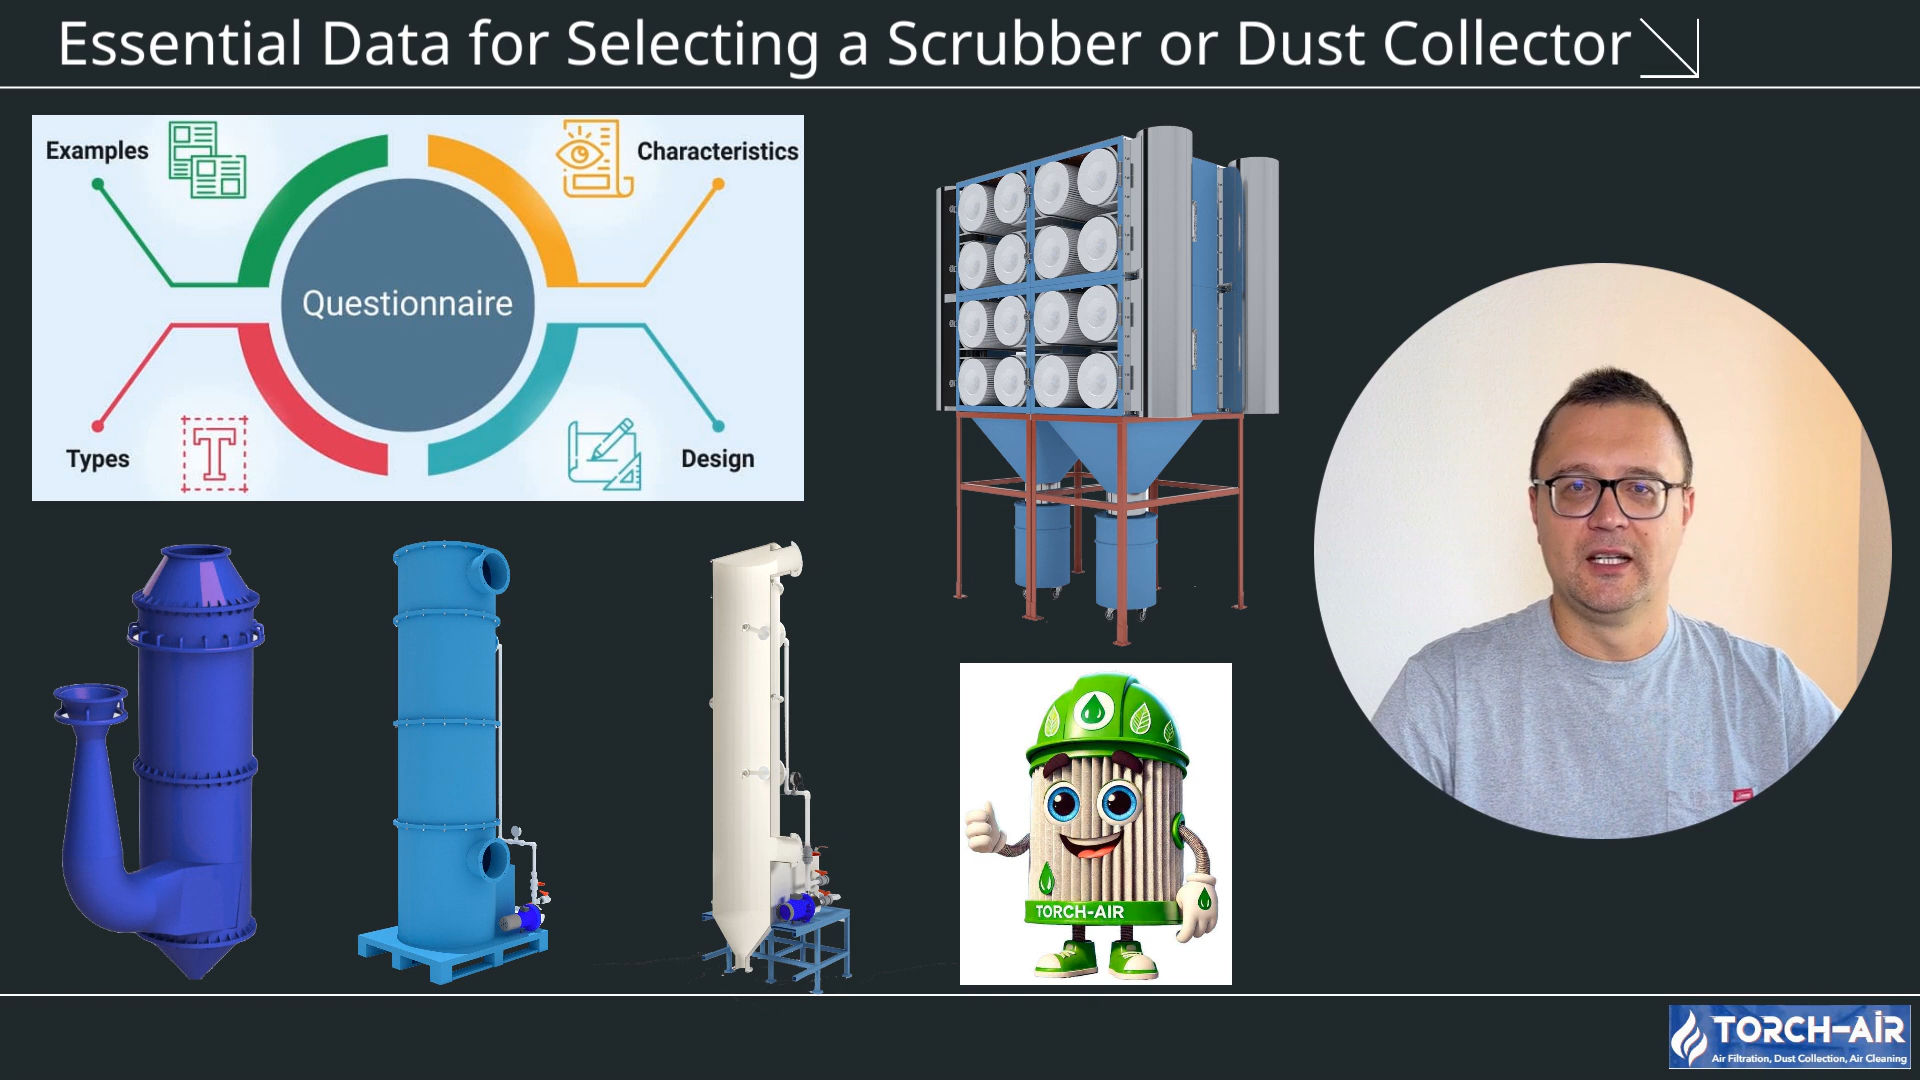 Essential Data for Selecting a Scrubber or Dust Collector
Examples
Characteristics
Questionnaire
Types
T
Design
TORCH-AIR
TORCH-AIR
Air Filtration, Dust Collection, Air Cleaning